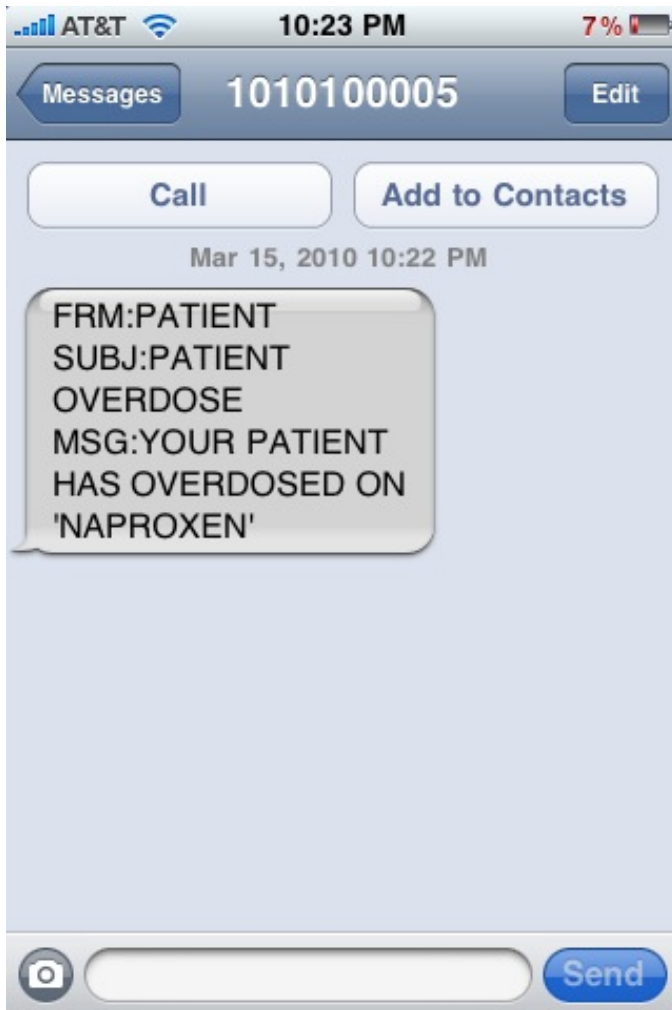 AT&T 10:23 PM 7%
Messages 1010100005 Edit
Call Add to Contacts
Mar 15, 2010 10:22 PM
FRM:PATIENT
SUBJ:PATIENT
OVERDOSE
MSG:YOUR PATIENT
HAS OVERDOSED ON
'NAPROXEN'
Send